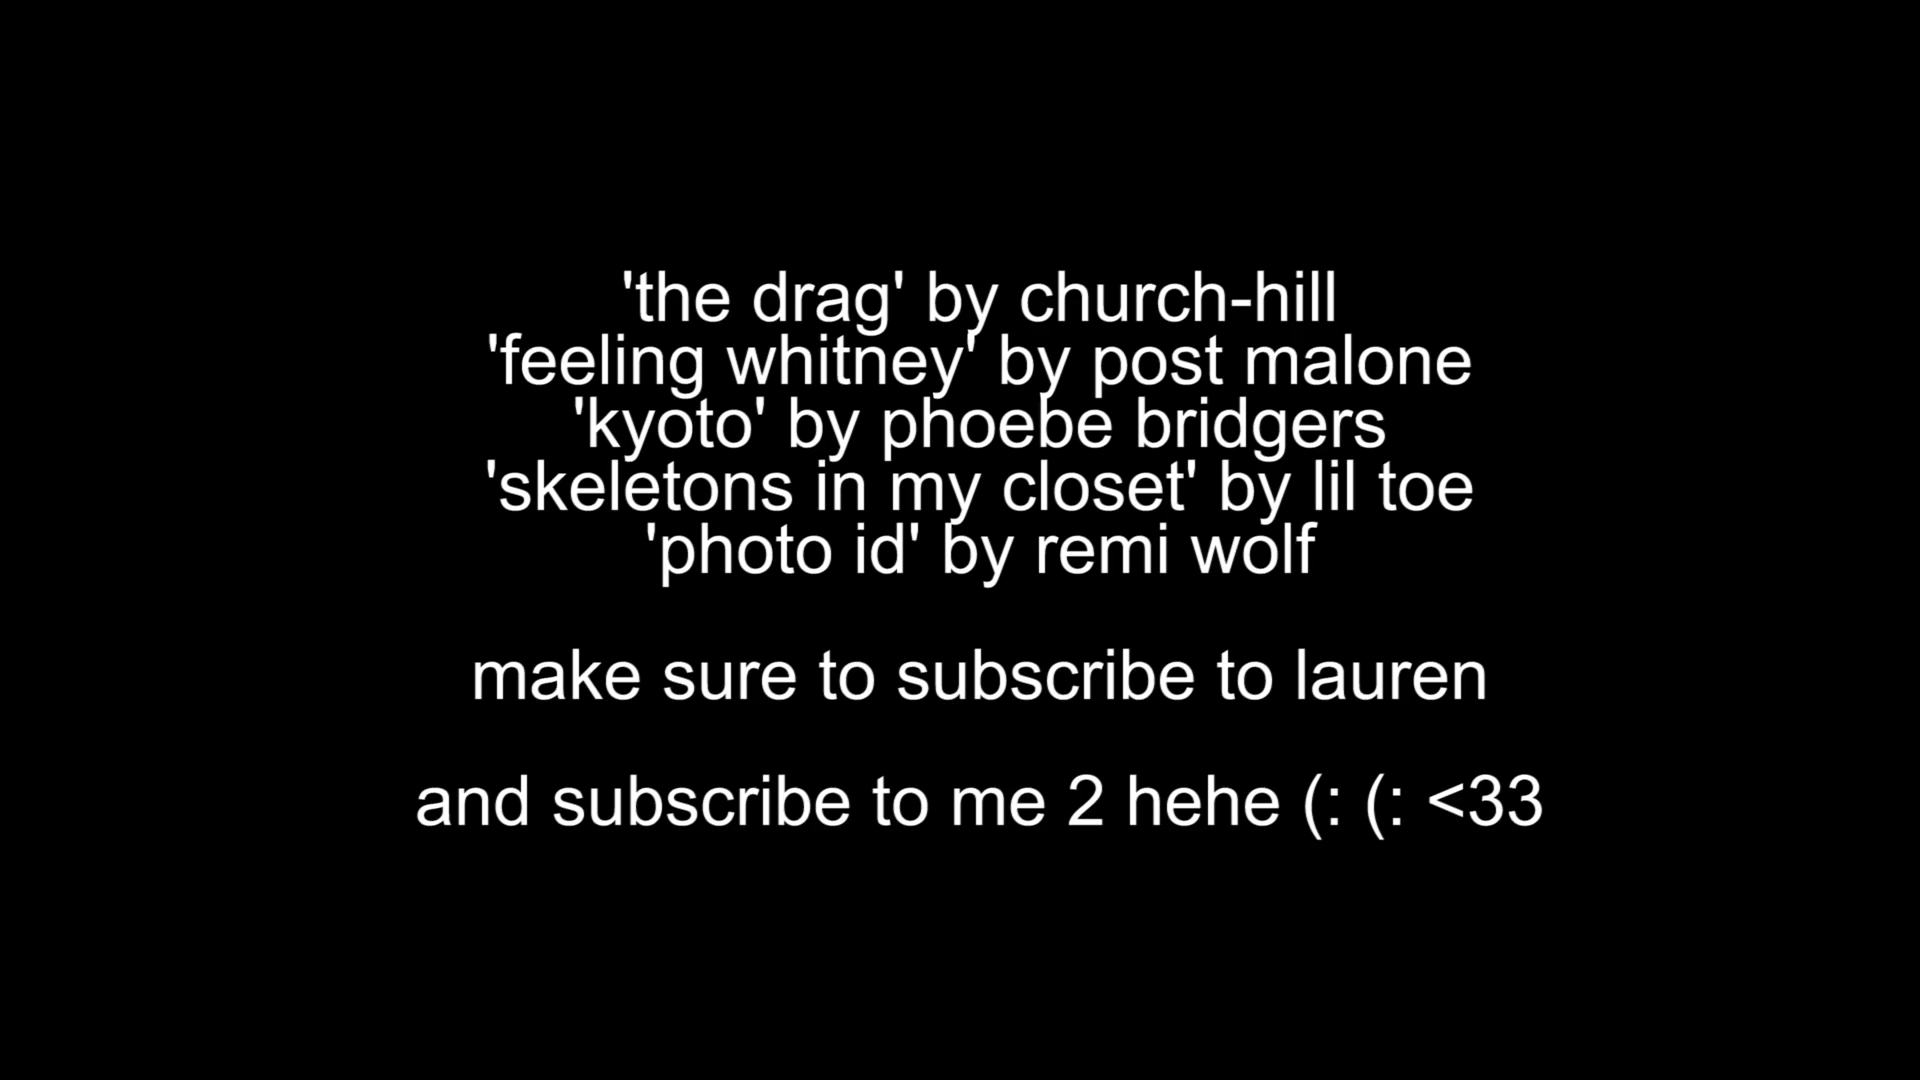 'the drag' by church-hill
'feeling whitney' by post malone
'kyoto' by phoebe bridgers
'skeletons in my closet' by lil toe
'photo id' by remi wolf
make sure to subscribe to lauren
and subscribe to me 2 hehe (: (: <33